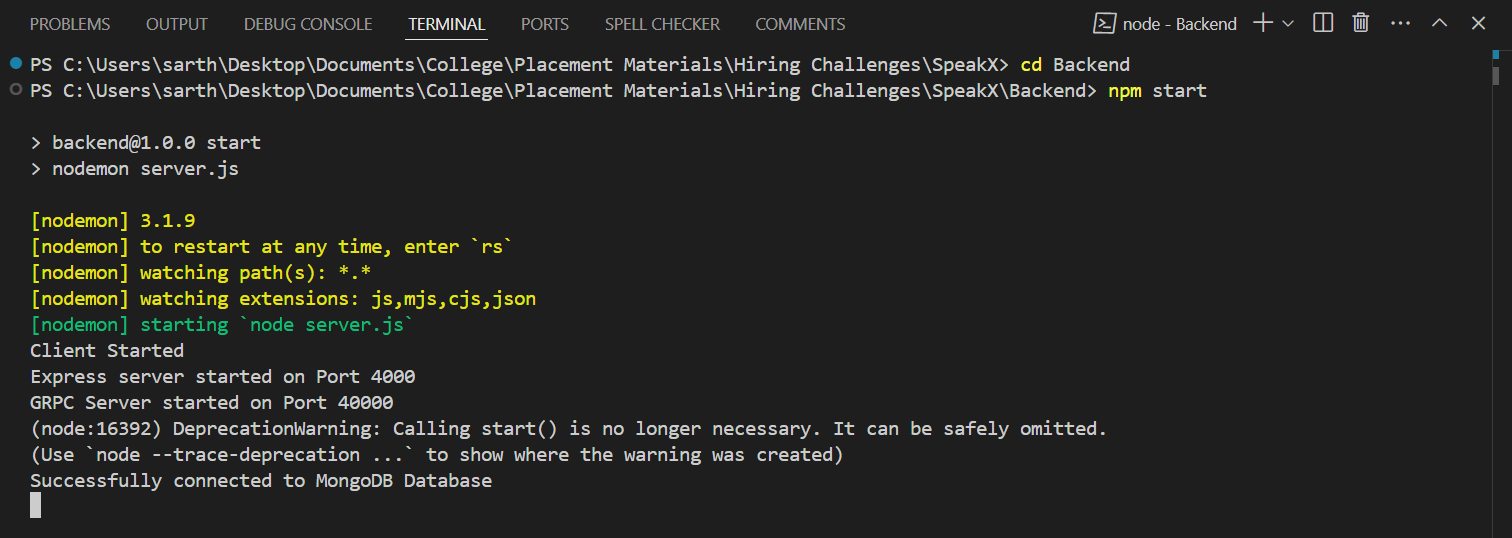 PROBLEMS OUTPUT DEBUG CONSOLE TERMINAL PORTS SPELL CHECKER COMMENTS node - Backend
PS C:\Users\sarth\Desktop\Documents\College\Placement Materials\Hiring Challenges\SpeakX> cd Backend
PS C:\Users\sarth\Desktop\Documents\College\Placement Materials\Hiring Challenges\SpeakX\Backend> npm start
> backend@1.0.0 start
> nodemon server.js
[nodemon] 3.1.9
[nodemon] to restart at any time, enter `rs`
[nodemon] watching path(s): *.*
[nodemon] watching extensions: js,mjs,cjs,json
[nodemon] starting `node server.js`
Client Started
Express server started on Port 4000
GRPC Server started on Port 40000
(node:16392) DeprecationWarning: Calling start() is no longer necessary. It can be safely omitted.
(Use `node --trace-deprecation ...` to show where the warning was created)
Successfully connected to MongoDB Database